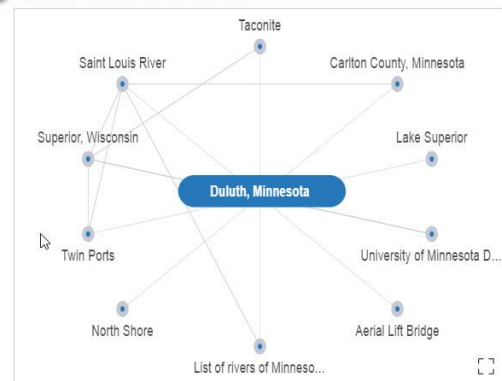 Taconite
Saint Louis River
Carlton County, Minnesota
Superior, Wisconsin
Lake Superior
Duluth, Minnesota
Twin Ports
University of Minnesota D...
North Shore
Aerial Lift Bridge
List of rivers of Minneso...